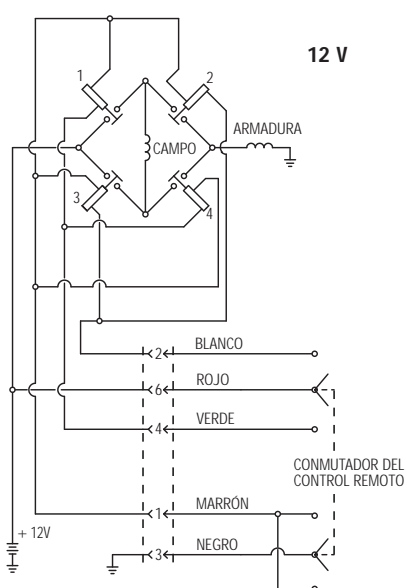 12 V
1
2
ARMADURA
CAMPO
3
4
2
BLANCO
6
ROJO
4
VERDE
CONMUTADOR DEL
CONTROL REMOTO
1
MARRÓN
+ 12V
3
NEGRO